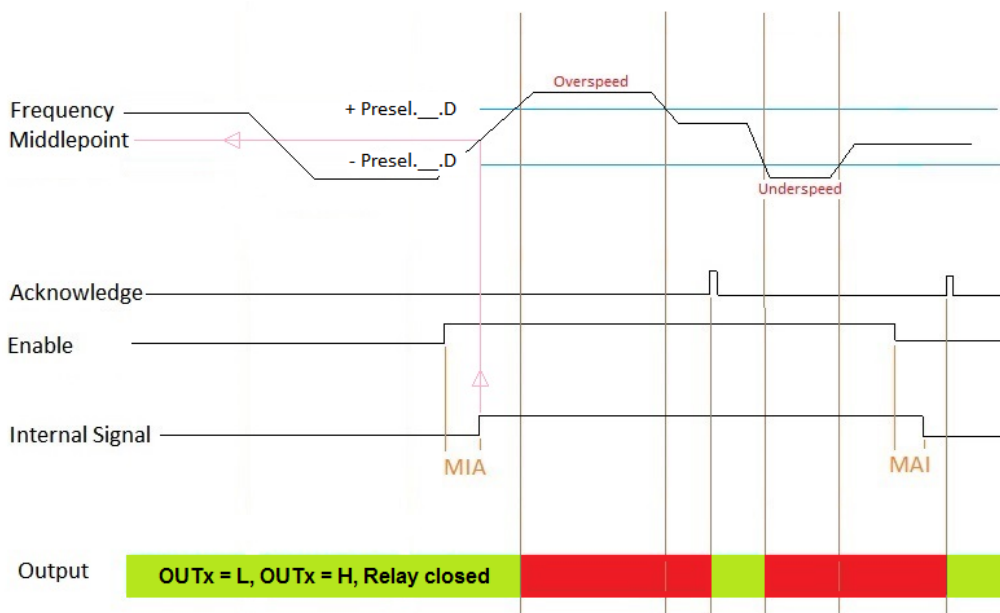 Overspeed
Frequency
+ Presel.__.D
Middlepoint
- Presel.__.D
Underspeed
Acknowledge
Enable
Internal Signal
MIA
MAI
Output
OUTx = L, OUTx = H, Relay closed